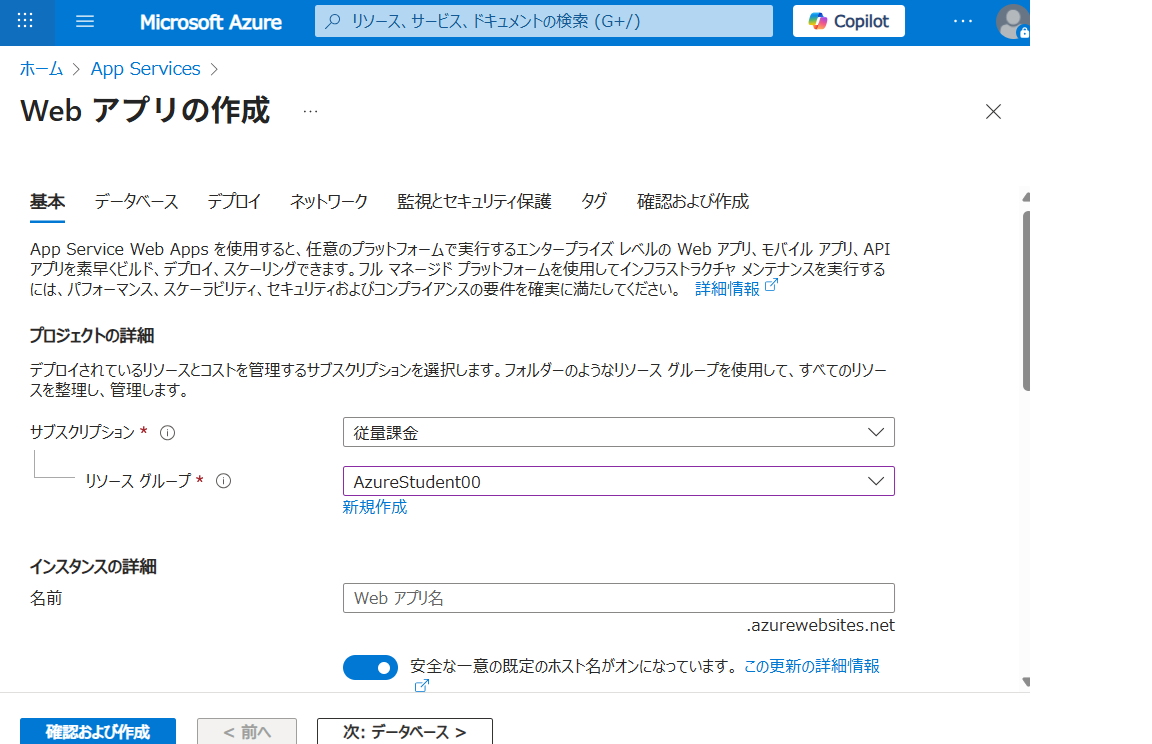 Microsoft Azure
リソース、サービス、ドキュメントの検索 (G+/)
Copilot
...
ホーム > App Services >
Web アプリの作成 ...
基本 データベース デプロイ ネットワーク 監視とセキュリティ保護 タグ 確認および作成
App Service Web Apps を使用すると、任意のプラットフォームで実行するエンタープライズ レベルの Web アプリ、モバイル アプリ、API
アプリを素早くビルド、デプロイ、スケーリングできます。フル マネージド プラットフォームを使用してインフラストラクチャ メンテナンスを実行する
には、パフォーマンス、スケーラビリティ、セキュリティおよびコンプライアンスの要件を確実に満たしてください。 詳細情報
プロジェクトの詳細
デプロイされているリソースとコストを管理するサブスクリプションを選択します。フォルダーのようなリソース グループを使用して、すべてのリソー
スを整理し、管理します。
サブスクリプション *
従量課金
リソース グループ *
AzureStudent00
新規作成
インスタンスの詳細
名前
Web アプリ名
.azurewebsites.net
安全な一意の既定のホスト名がオンになっています。 この更新の詳細情報
確認および作成 < 前へ 次: データベース >